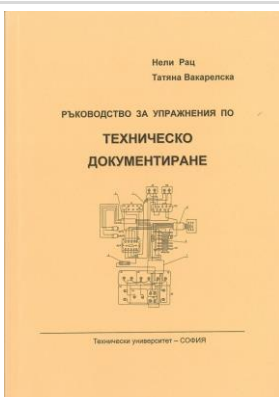 Нели Рац
Татяна Вакарелска
РЪКОВОДСТВО ЗА УПРАЖНЕНИЯ ПО
ТЕХНИЧЕСКО
ДОКУМЕНТИРАНЕ
Технически университет – СОФИЯ